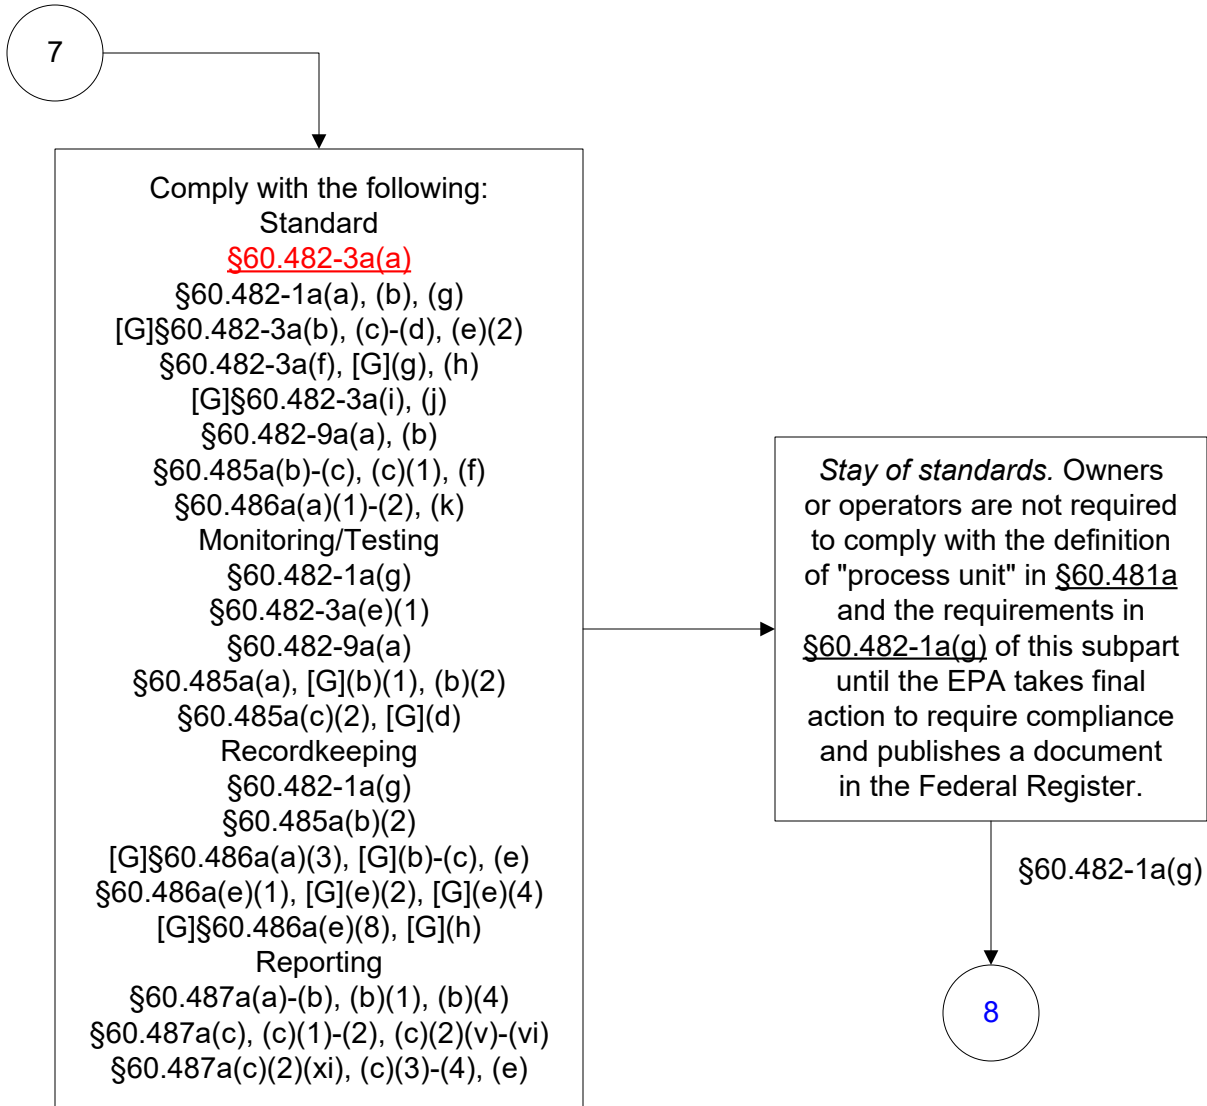 7
Comply with the following:
Standard
§60.482-3a(a)
§60.482-1a(a), (b), (g)
[G]§60.482-3a(b), (c)-(d), (e)(2)
§60.482-3a(f), [G](g), (h)
[G]§60.482-3a(i), (j)
§60.482-9a(a), (b)
§60.485a(b)-(c), (c)(1), (f)
§60.486a(a)(1)-(2), (k)
Monitoring/Testing
§60.482-1a(g)
§60.482-3a(e)(1)
§60.482-9a(a)
§60.485a(a), [G](b)(1), (b)(2)
§60.485a(c)(2), [G](d)
Recordkeeping
§60.482-1a(g)
§60.485a(b)(2)
[G]§60.486a(a)(3), [G](b)-(c), (e)
§60.486a(e)(1), [G](e)(2), [G](e)(4)
[G]§60.486a(e)(8), [G](h)
Reporting
§60.487a(a)-(b), (b)(1), (b)(4)
§60.487a(c), (c)(1)-(2), (c)(2)(v)-(vi)
§60.487a(c)(2)(xi), (c)(3)-(4), (e)
Stay of standards. Owners
or operators are not required
to comply with the definition
of "process unit" in §60.481a
and the requirements in
§60.482-1a(g) of this subpart
until the EPA takes final
action to require compliance
and publishes a document
in the Federal Register.
§60.482-1a(g)
8